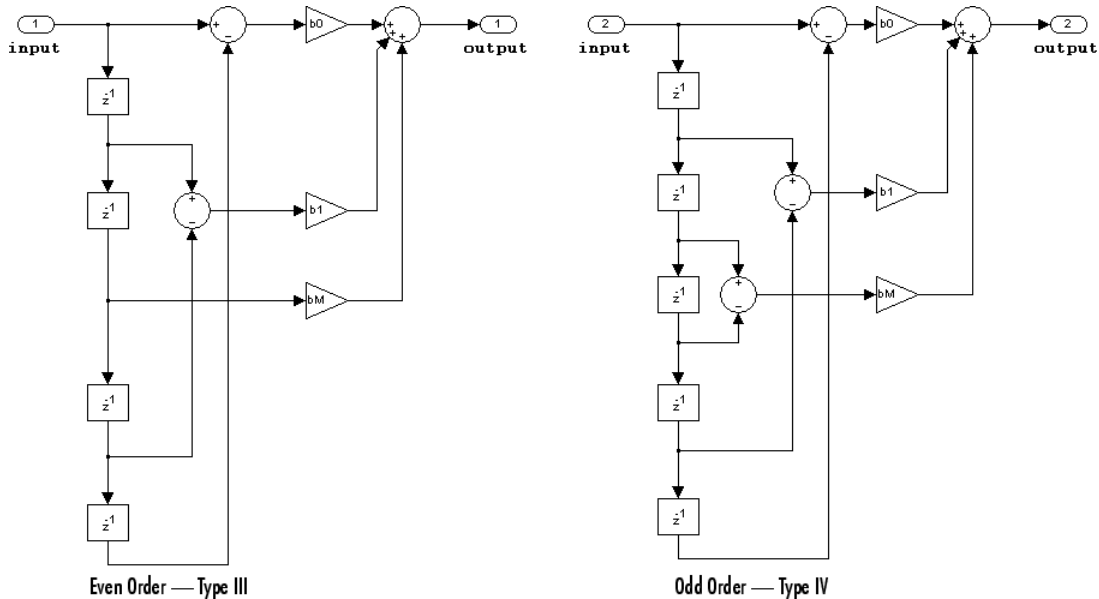 1
input
b0
1
output
z-1
z-1
b1
bM
z-1
z-1
Even Order — Type III
2
input
b0
2
output
z-1
z-1
b1
z-1
bM
z-1
z-1
Odd Order — Type IV